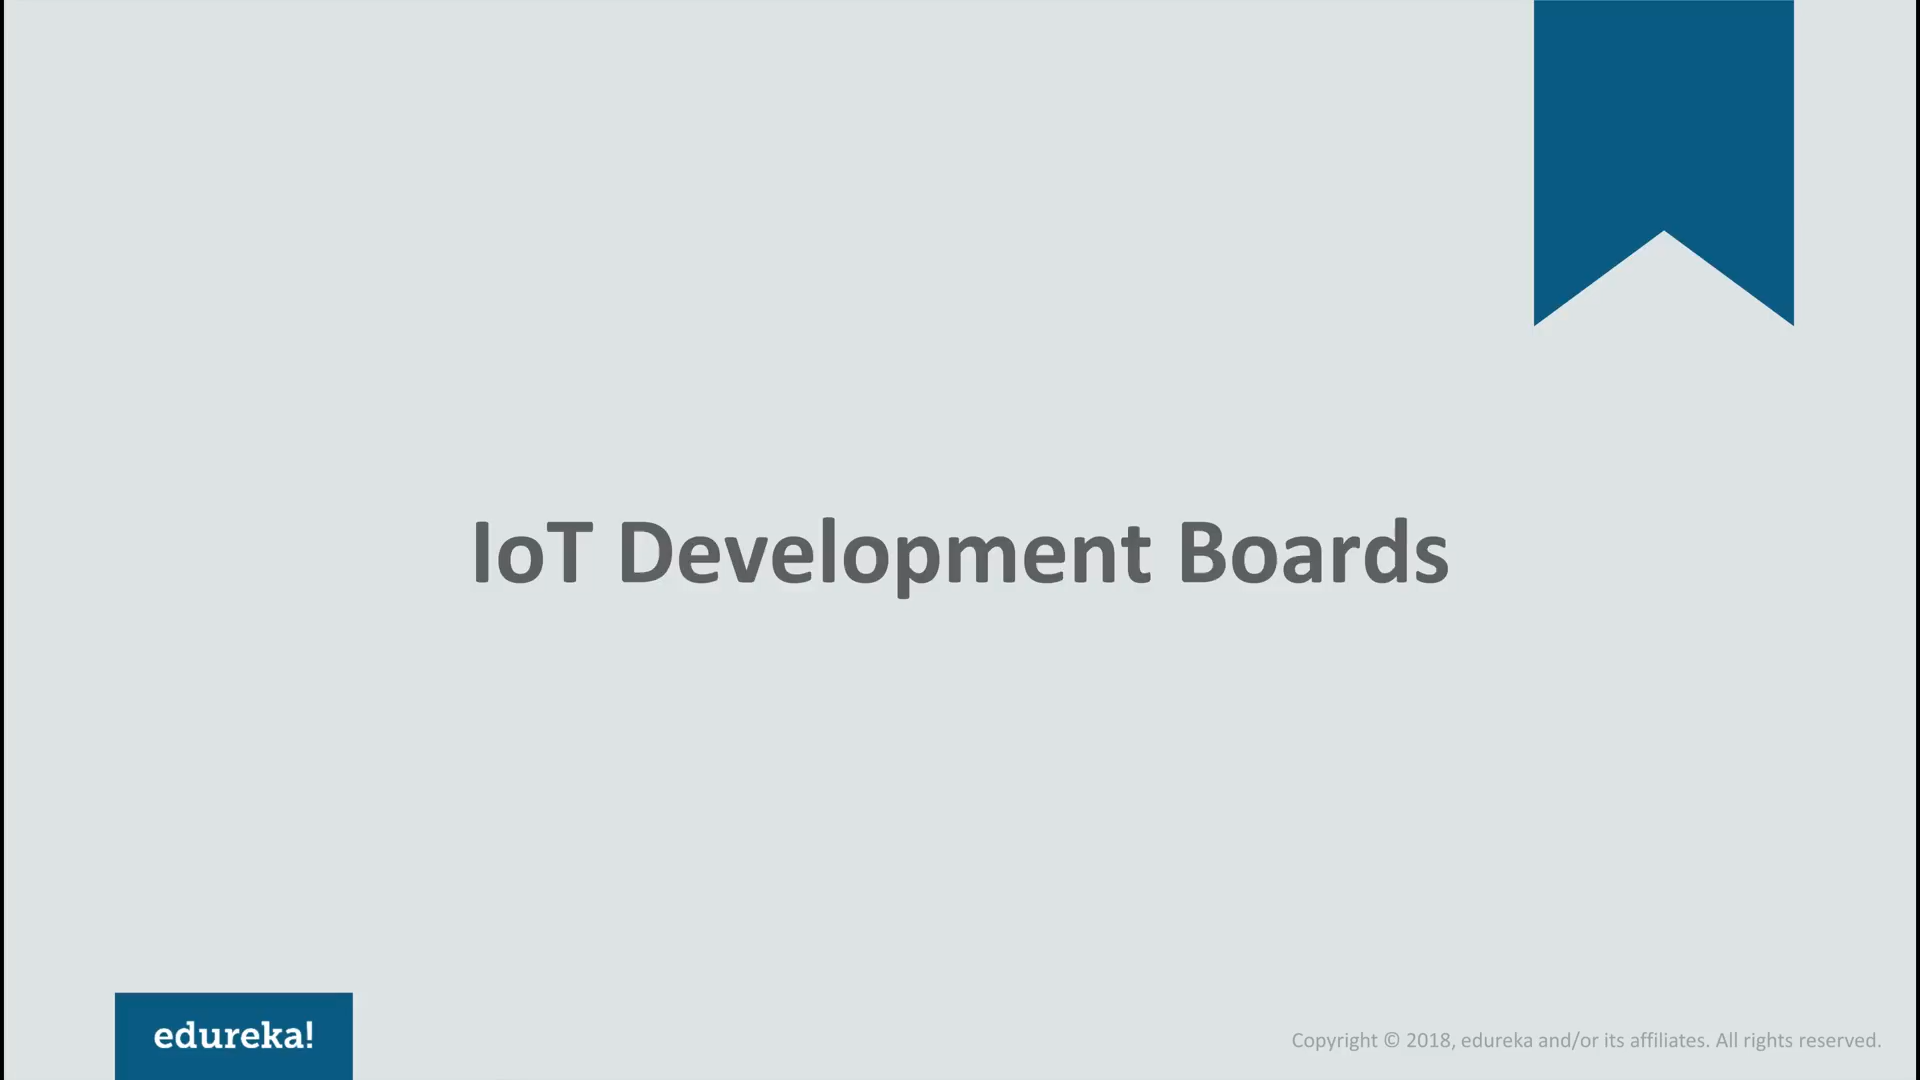 IoT Development Boards
edureka!
Copyright © 2018, edureka and/or its affiliates. All rights reserved.